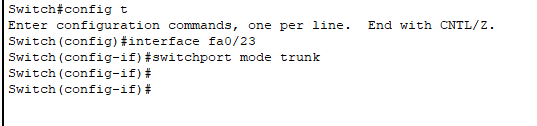 Switch#config t
Enter configuration commands, one per line.  End with CNTL/Z.
Switch(config)#interface fa0/23
Switch(config-if)#switchport mode trunk
Switch(config-if)#
Switch(config-if)#